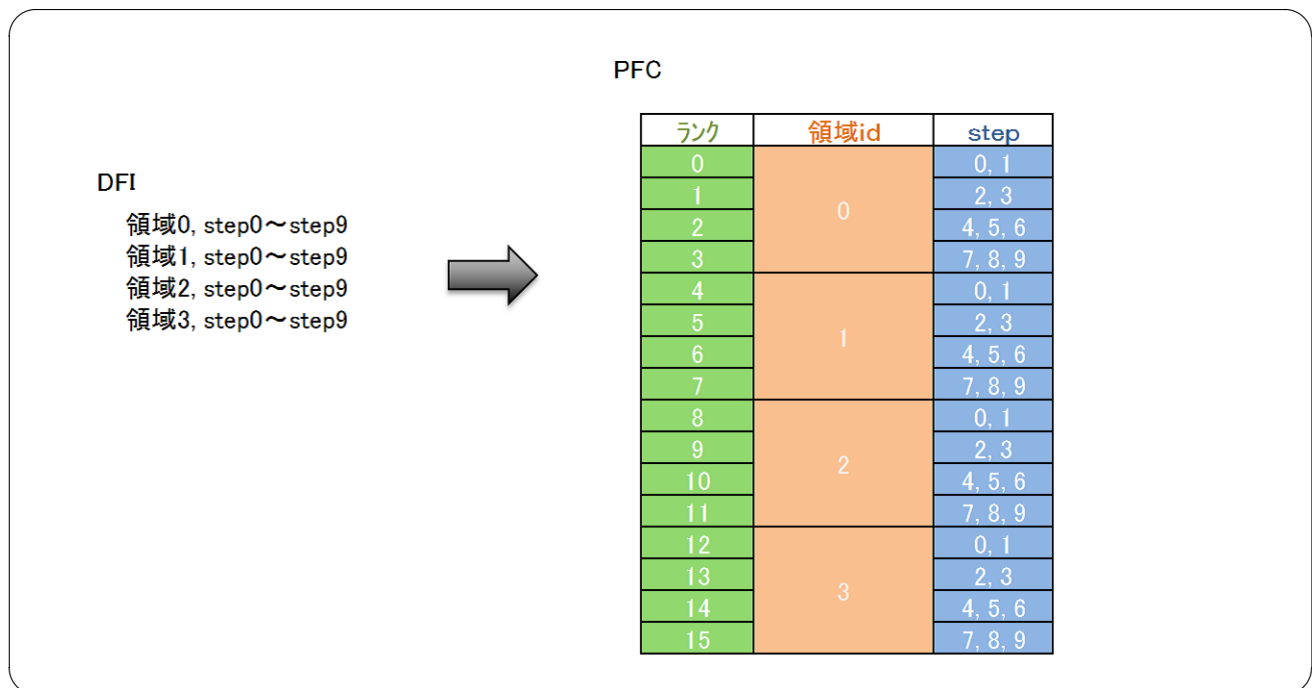 PFC
DFI
領域0, step0～step9
領域1, step0～step9
領域2, step0～step9
領域3, step0～step9
ランク 領域id step
0 0 0, 1
1 2, 3
2 4, 5, 6
3 7, 8, 9
4 1 0, 1
5 2, 3
6 4, 5, 6
7 7, 8, 9
8 2 0, 1
9 2, 3
10 4, 5, 6
11 7, 8, 9
12 3 0, 1
13 2, 3
14 4, 5, 6
15 7, 8, 9